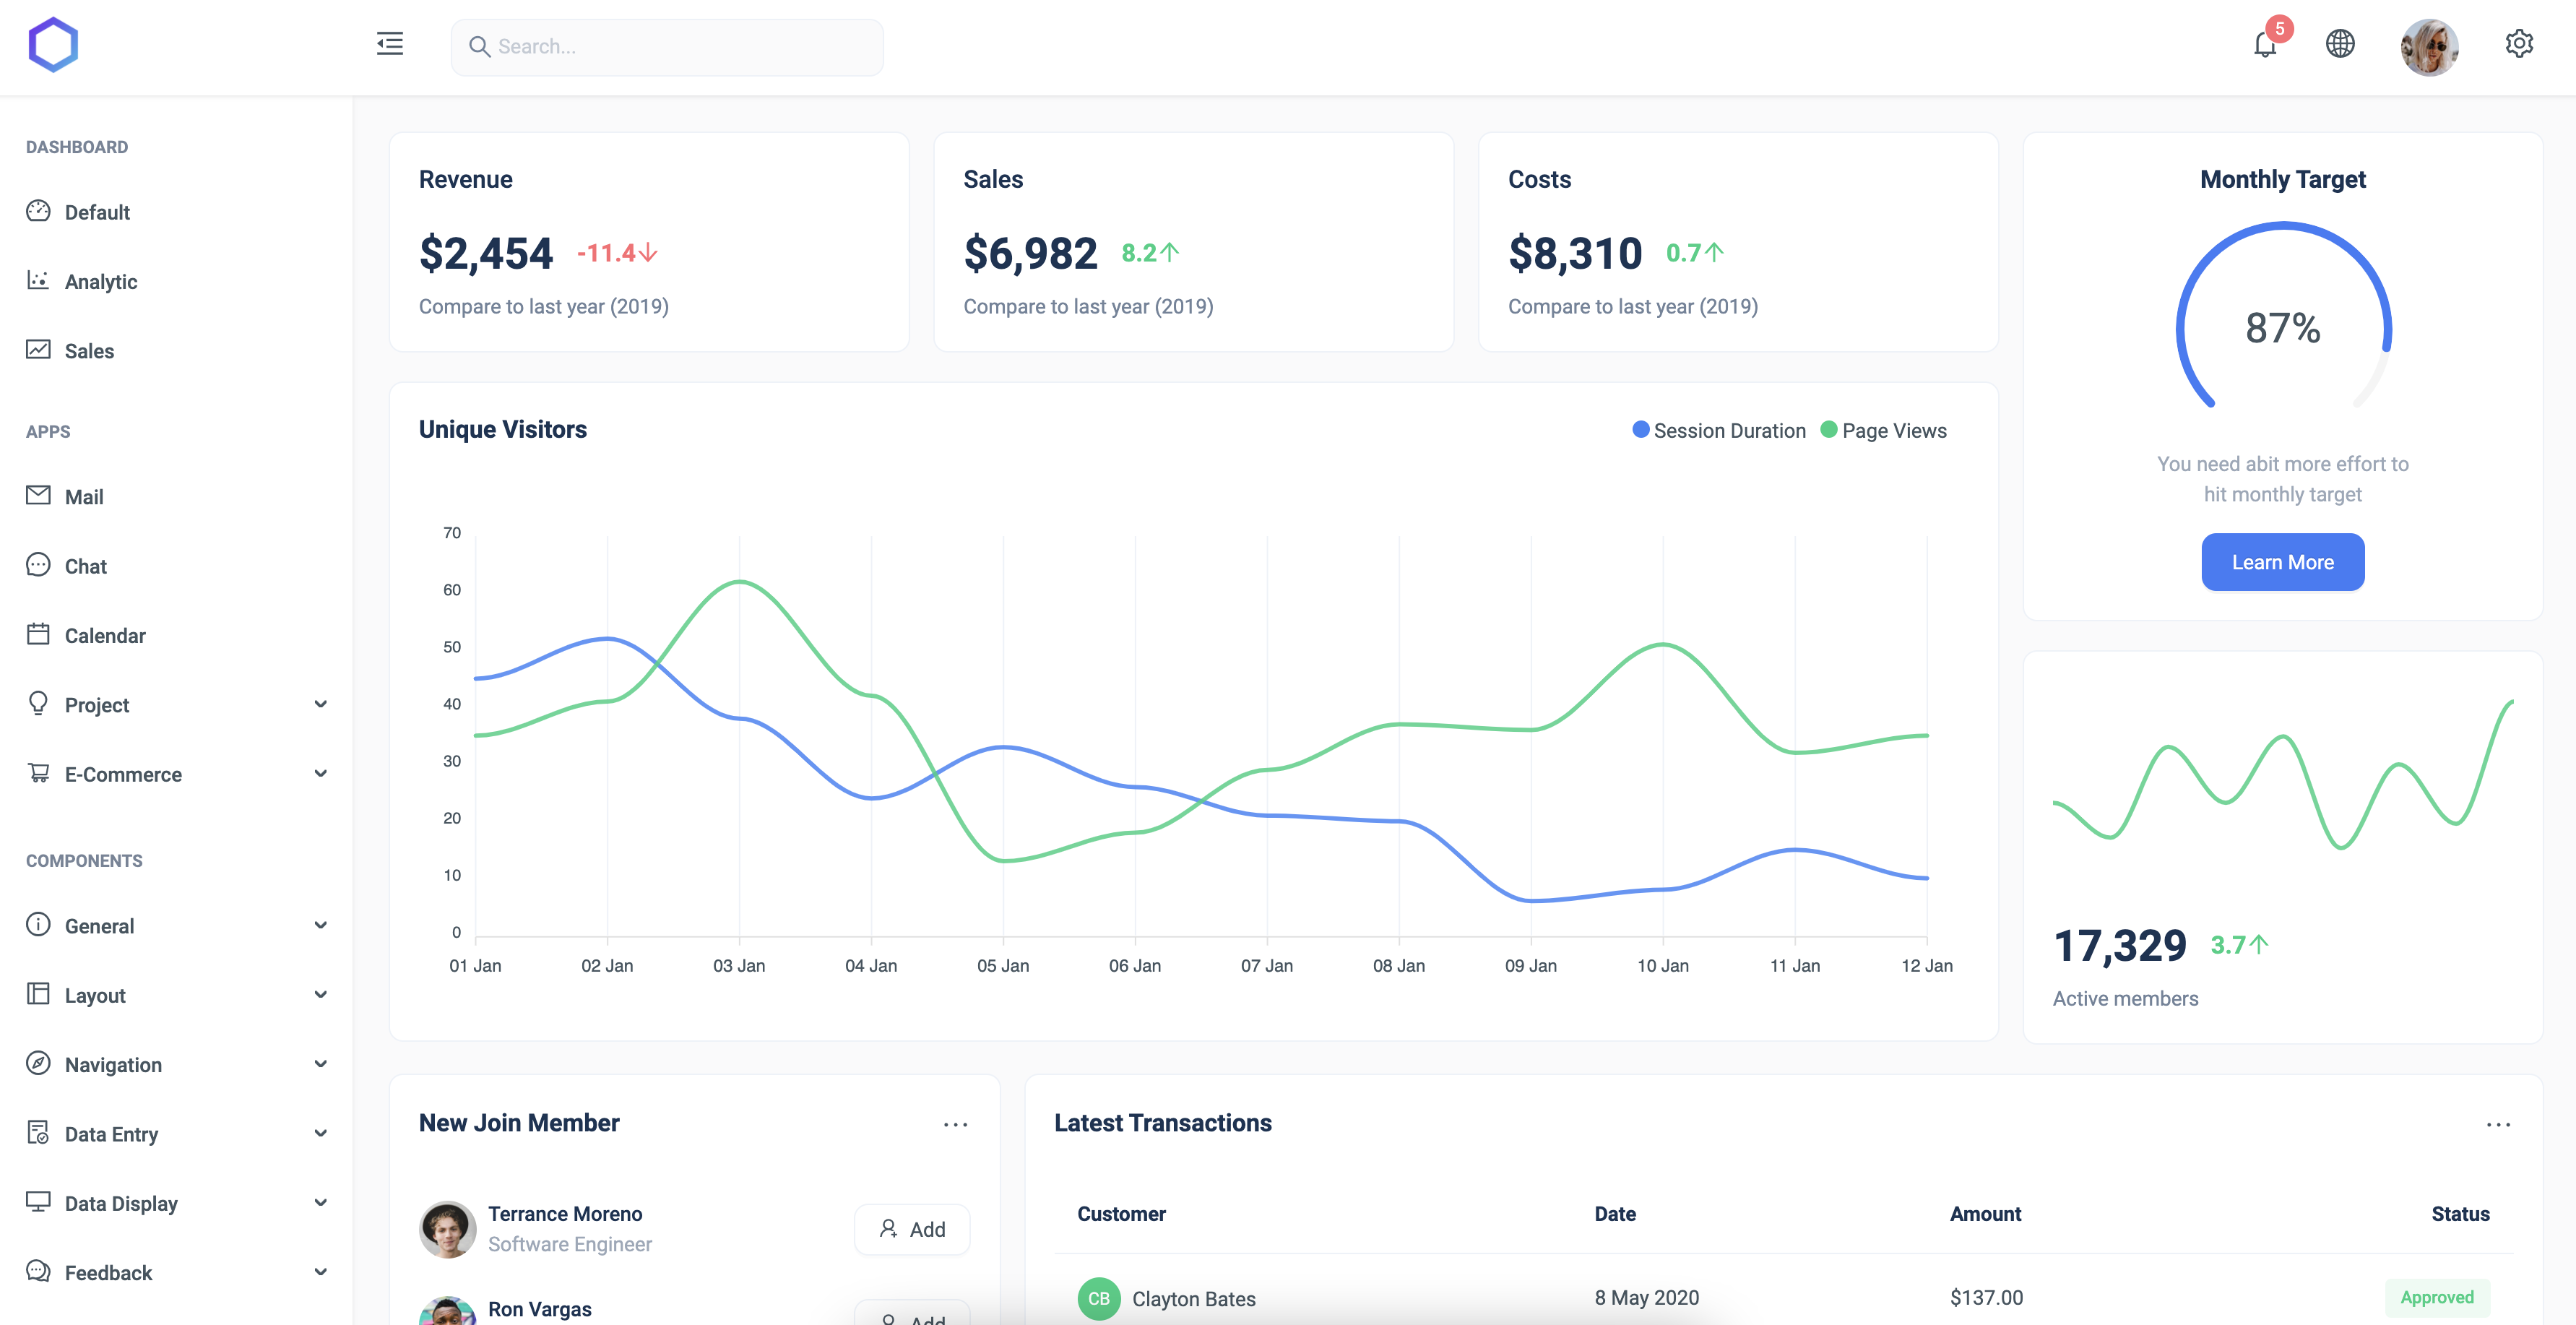 Search...
5
DASHBOARD
Default
Analytic
Sales
APPS
Mail
Chat
Calendar
Project
E-Commerce
COMPONENTS
General
Layout
Navigation
Data Entry
Data Display
Feedback
Revenue
$2,454 -11.4
Compare to last year (2019)
Sales
$6,982 8.2
Compare to last year (2019)
Costs
$8,310 0.7
Compare to last year (2019)
Monthly Target
87%
You need abit more effort to
hit monthly target
Learn More
Unique Visitors
Session Duration Page Views
70
60
50
40
30
20
10
0
01 Jan 02 Jan 03 Jan 04 Jan 05 Jan 06 Jan 07 Jan 08 Jan 09 Jan 10 Jan 11 Jan 12 Jan
17,329 3.7
Active members
New Join Member
Terrance Moreno
Software Engineer
Add
Ron Vargas
Add
Latest Transactions
Customer Date Amount Status
CB Clayton Bates 8 May 2020 $137.00 Approved